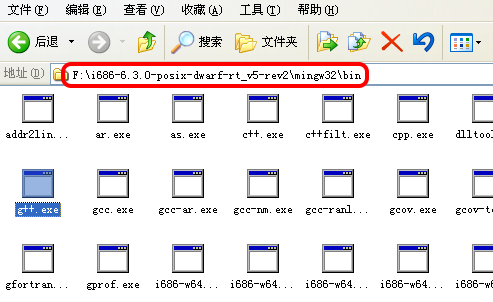 文件(F) 编辑(E) 查看(V) 收藏(A) 工具(T) 帮助(H)
后退 搜索 文件夹
地址(D) F:\i686-6.3.0-posix-dwarf-rt_v5-rev2\mingw32\bin
addr2lin... ar.exe as.exe c++.exe c++filt.exe cpp.exe dlltoo
g++.exe gcc.exe gcc-ar.exe gcc-nm.exe gcc-ranl... gcov.exe gcov-to
gfortran... gprof.exe i686-w64... i686-w64... i686-w64... i686-w64... i686-w6